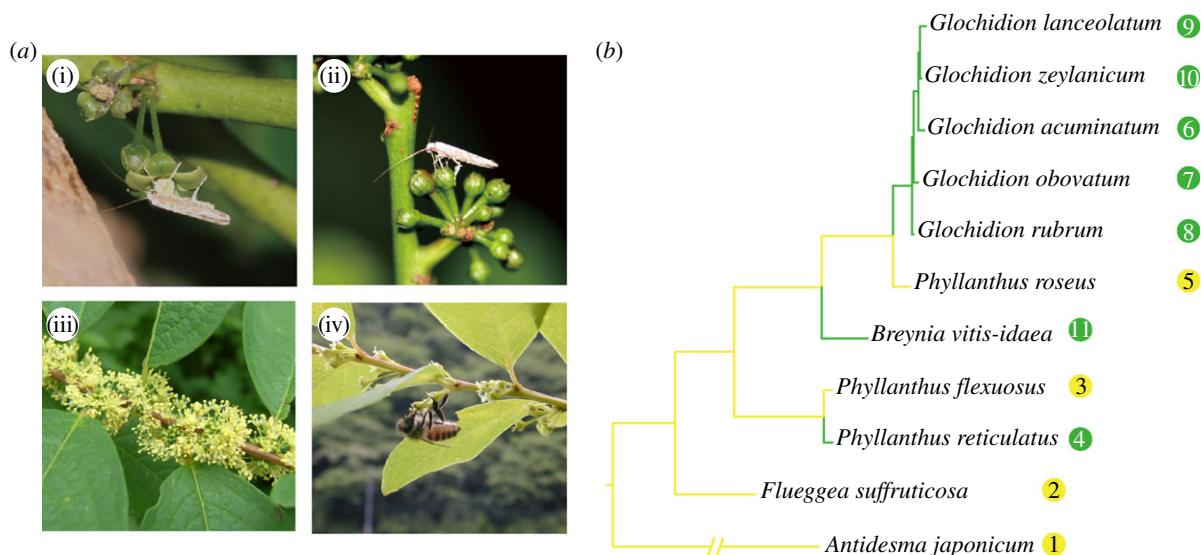 (a)
(i)
(ii)
(iii)
(iv)
(b)
Glochidion lanceolatum 9
Glochidion zeylanicum 10
Glochidion acuminatum 6
Glochidion obovatum 7
Glochidion rubrum 8
Phyllanthus roseus 5
Breynia vitis-idaea 11
Phyllanthus flexuosus 3
Phyllanthus reticulatus 4
Flueggea suffruticosa 2
Antidesma japonicum 1